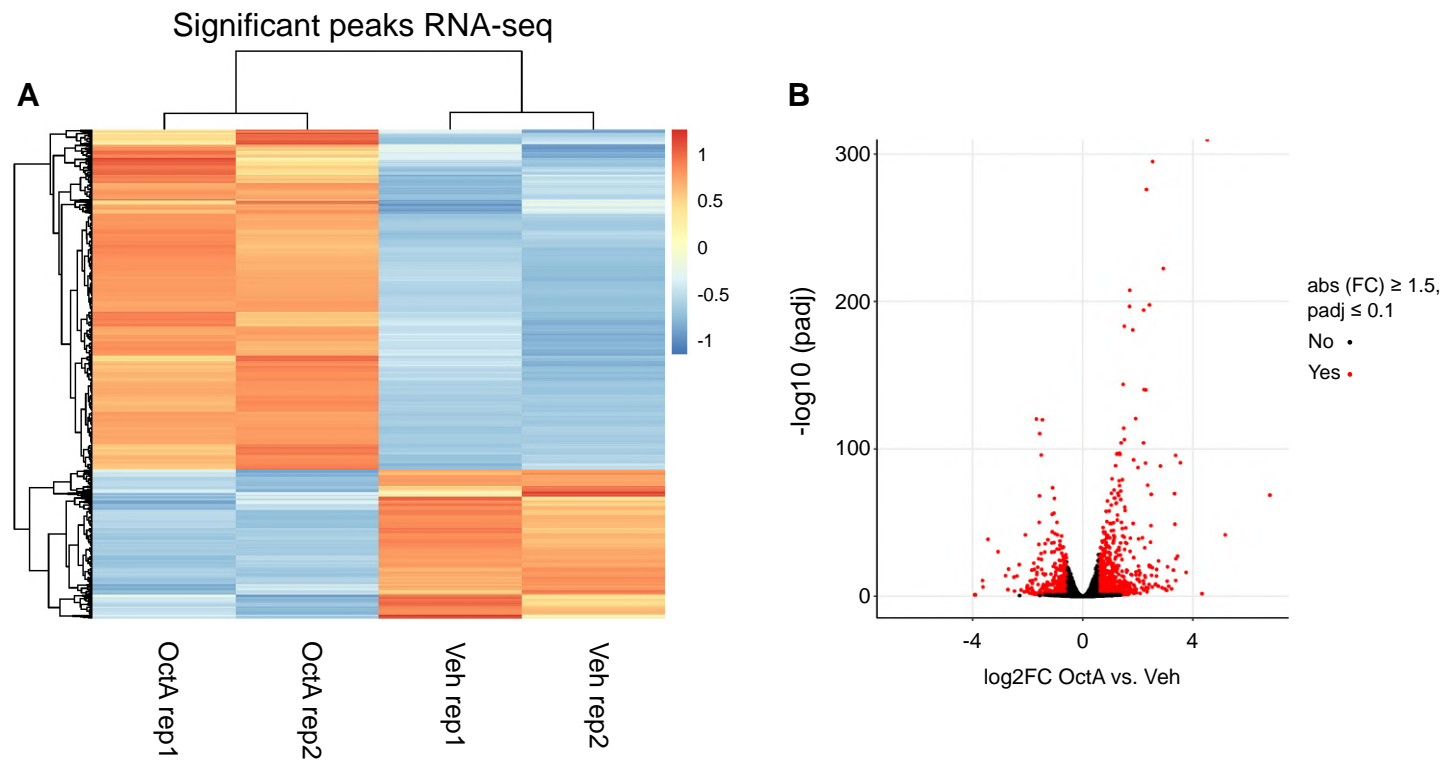 Significant peaks RNA-seq
A
1
0.5
0
-0.5
-1
OctA rep1
OctA rep2
Veh rep1
Veh rep2
B
300
200
100
0
-log10 (padj)
-4
0
4
log2FC OctA vs. Veh
abs (FC) ≥ 1.5,
padj ≤ 0.1
No
Yes